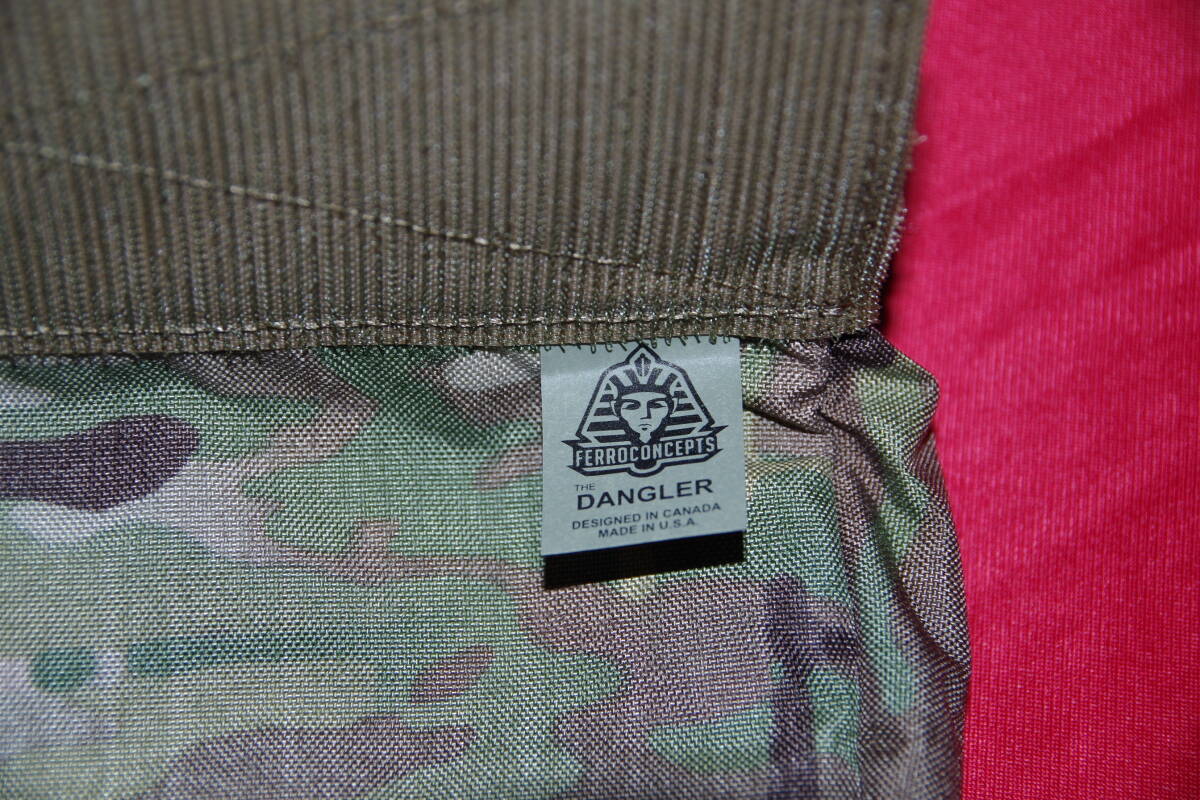 FERROCONCEPTS
THE
DANGLER
DESIGNED IN CANADA
MADE IN U.S.A.